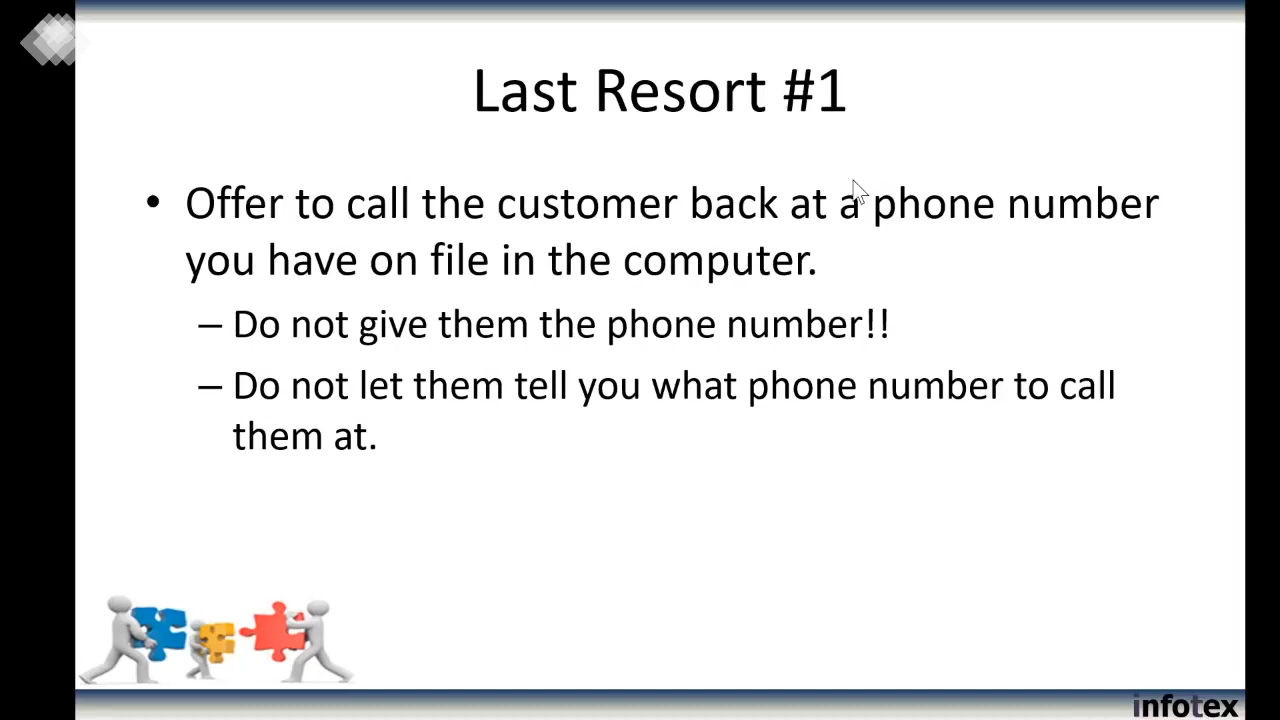 Last Resort #1
• Offer to call the customer back at a phone number
you have on file in the computer.
– Do not give them the phone number!!
– Do not let them tell you what phone number to call
them at.
infotex